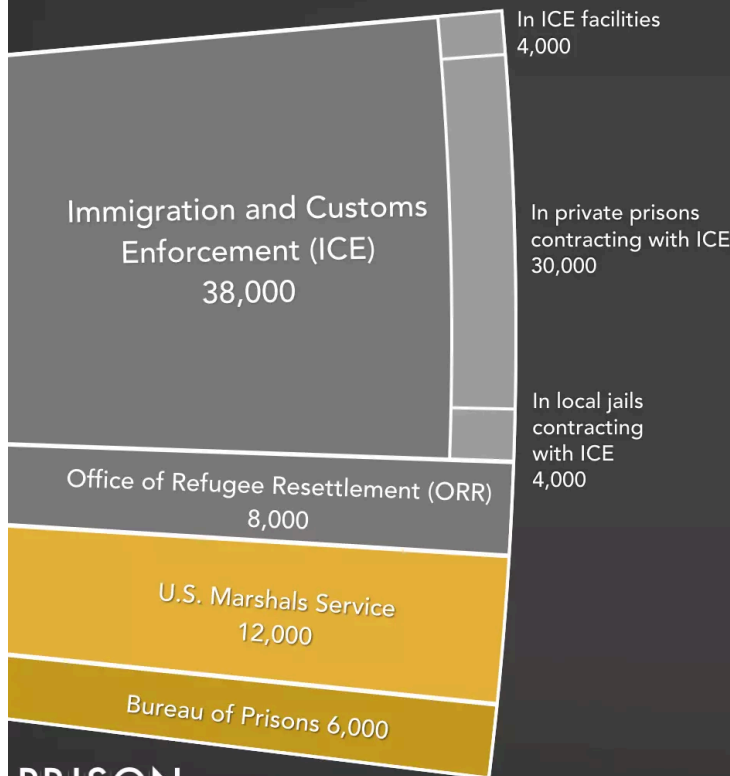 In ICE facilities
4,000
Immigration and Customs
Enforcement (ICE)
38,000
In private prisons
contracting with ICE
30,000
In local jails
contracting
with ICE
4,000
Office of Refugee Resettlement (ORR)
8,000
U.S. Marshals Service
12,000
Bureau of Prisons 6,000
PRISON